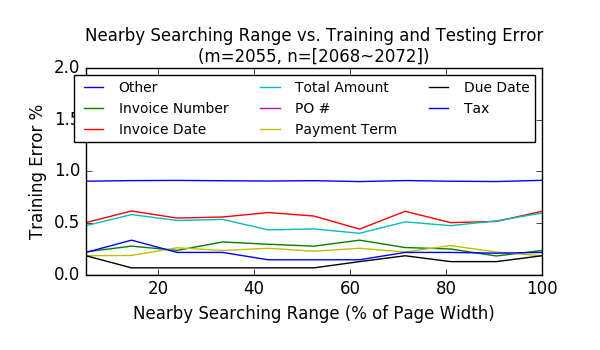 Nearby Searching Range vs. Training and Testing Error
(m=2055, n=[2068~2072])
2.0
Other Total Amount Due Date
Invoice Number PO # Tax
Invoice Date Payment Term
1.0
0.5
0.0
Training Error %
20 40 60 80 100
Nearby Searching Range (% of Page Width)